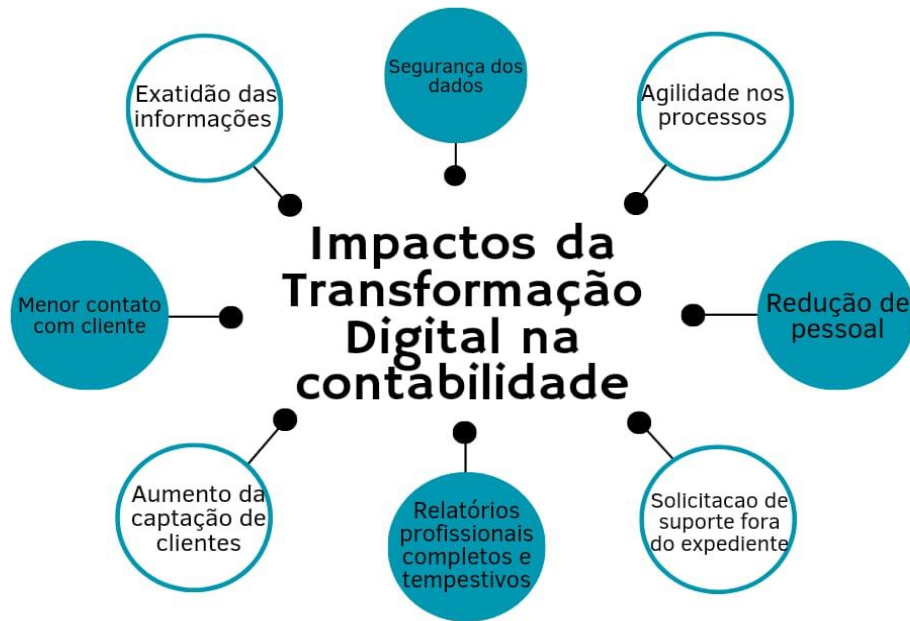 Segurança dos
dados
Exatidão das
informações
Agilidade nos
processos
Impactos da
Transformação
Digital na
contabilidade
Menor contato
com cliente
Redução de
pessoal
Aumento da
captação de
clientes
Relatórios
profissionais
completos e
tempestivos
Solicitacao de
suporte fora
do expediente